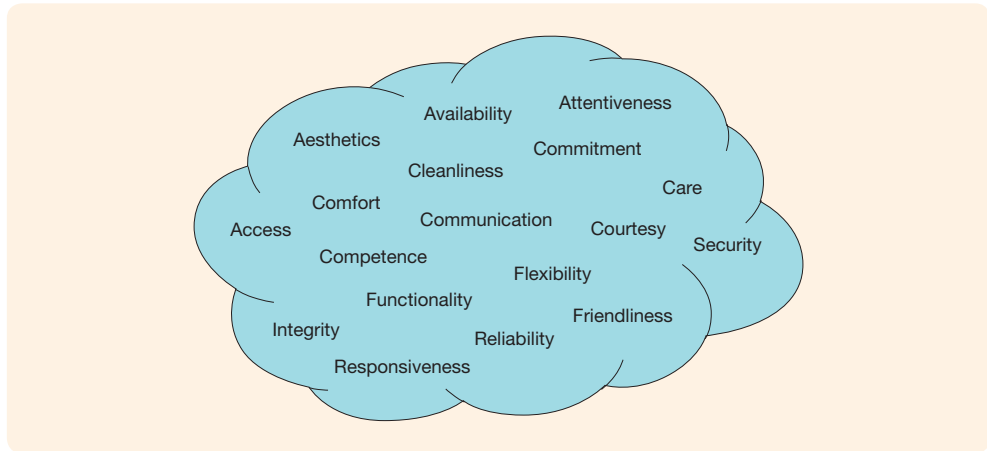 Attentiveness
Availability
Aesthetics
Commitment
Cleanliness
Care
Comfort
Communication
Access
Courtesy
Security
Competence
Flexibility
Functionality
Friendliness
Integrity
Reliability
Responsiveness